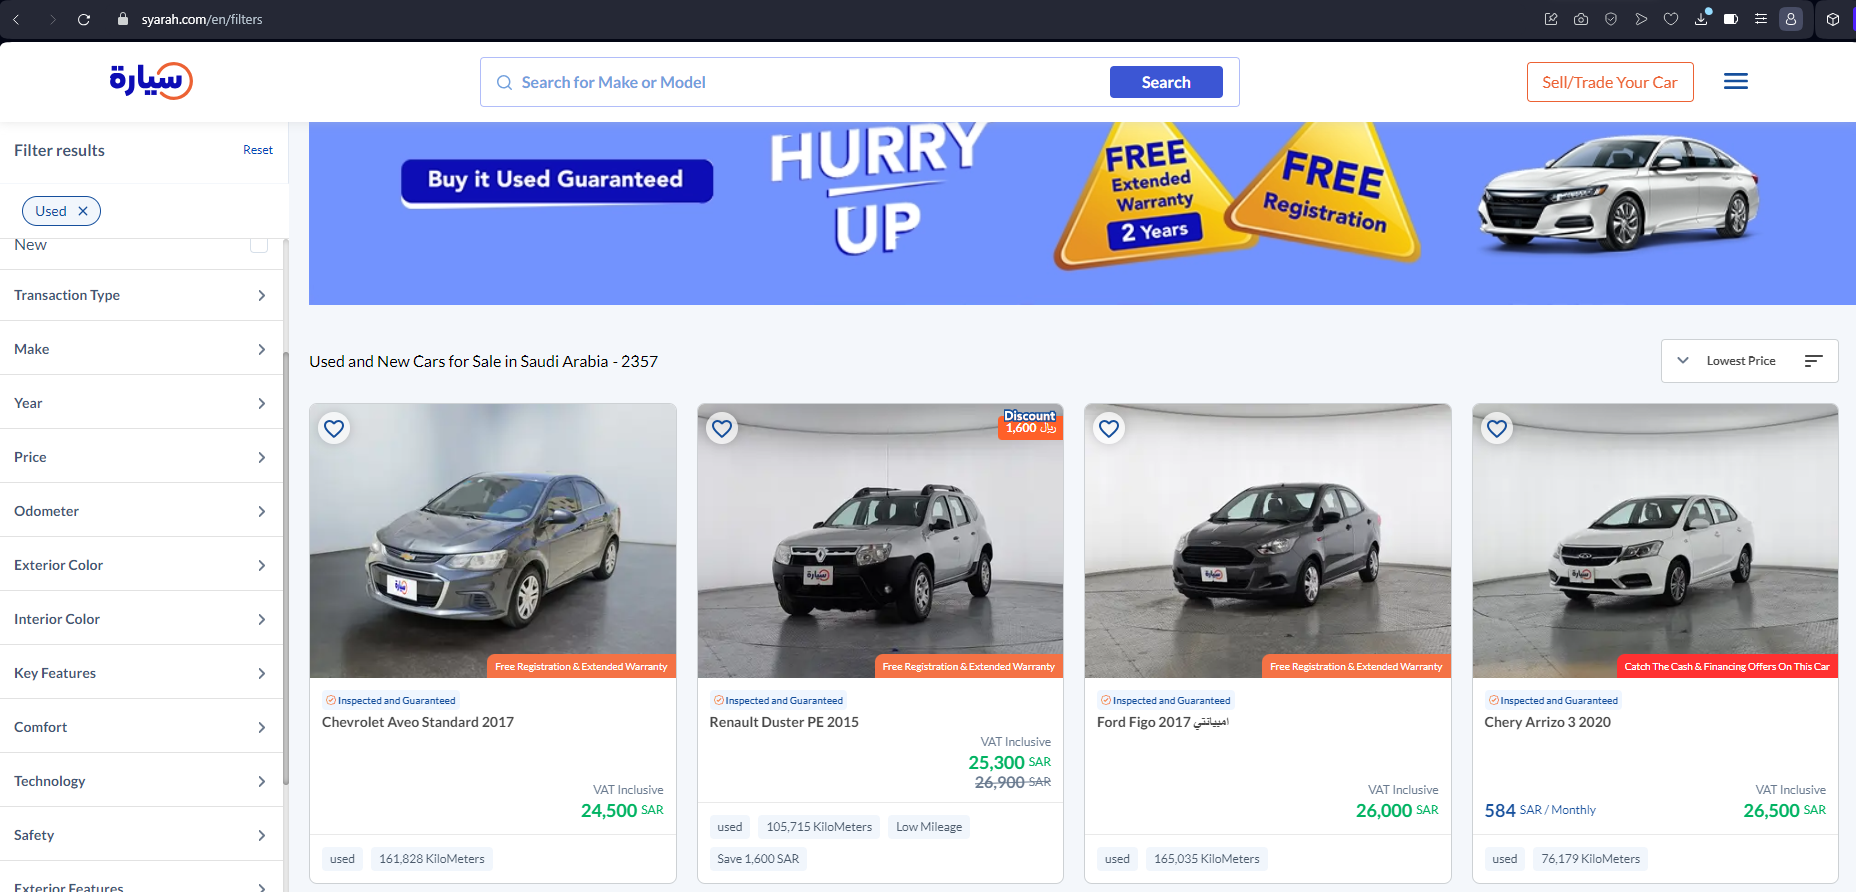 syarah.com/en/filters
سيارة
Search for Make or Model
Search
Sell/Trade Your Car
Filter results
Reset
Used
New
Transaction Type
Make
Year
Price
Odometer
Exterior Color
Interior Color
Key Features
Comfort
Technology
Safety
Exterior Features
Buy it Used Guaranteed
HURRY
UP
FREE
Extended
Warranty
2 Years
FREE
Registration
Used and New Cars for Sale in Saudi Arabia - 2357
Lowest Price
Free Registration & Extended Warranty
Inspected and Guaranteed
Chevrolet Aveo Standard 2017
VAT Inclusive
24,500 SAR
used
161,828 KiloMeters
Discount
1,600 ريال
سيارة
Free Registration & Extended Warranty
Inspected and Guaranteed
Renault Duster PE 2015
VAT Inclusive
25,300 SAR
26,900 SAR
used
105,715 KiloMeters
Low Mileage
Save 1,600 SAR
سيارة
Free Registration & Extended Warranty
Inspected and Guaranteed
Ford Figo 2017 امبيانتي
VAT Inclusive
26,000 SAR
used
165,035 KiloMeters
سيارة
Catch The Cash & Financing Offers On This Car
Inspected and Guaranteed
Chery Arrizo 3 2020
VAT Inclusive
584 SAR / Monthly
26,500 SAR
used
76,179 KiloMeters